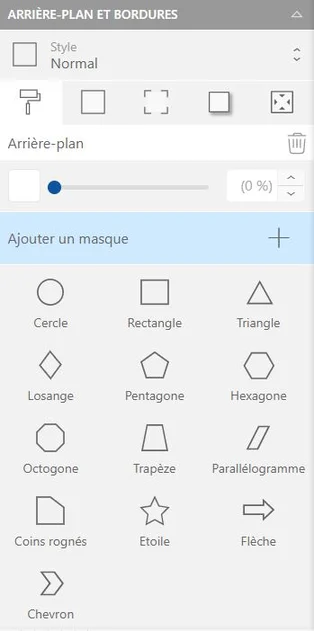 ARRIÈRE-PLAN ET BORDURES
Style
Normal
Arrière-plan
(0 %)
Ajouter un masque
Cercle Rectangle Triangle
Losange Pentagone Hexagone
Octogone Trapèze Parallélogramme
Coins rognés Etoile Flèche
Chevron